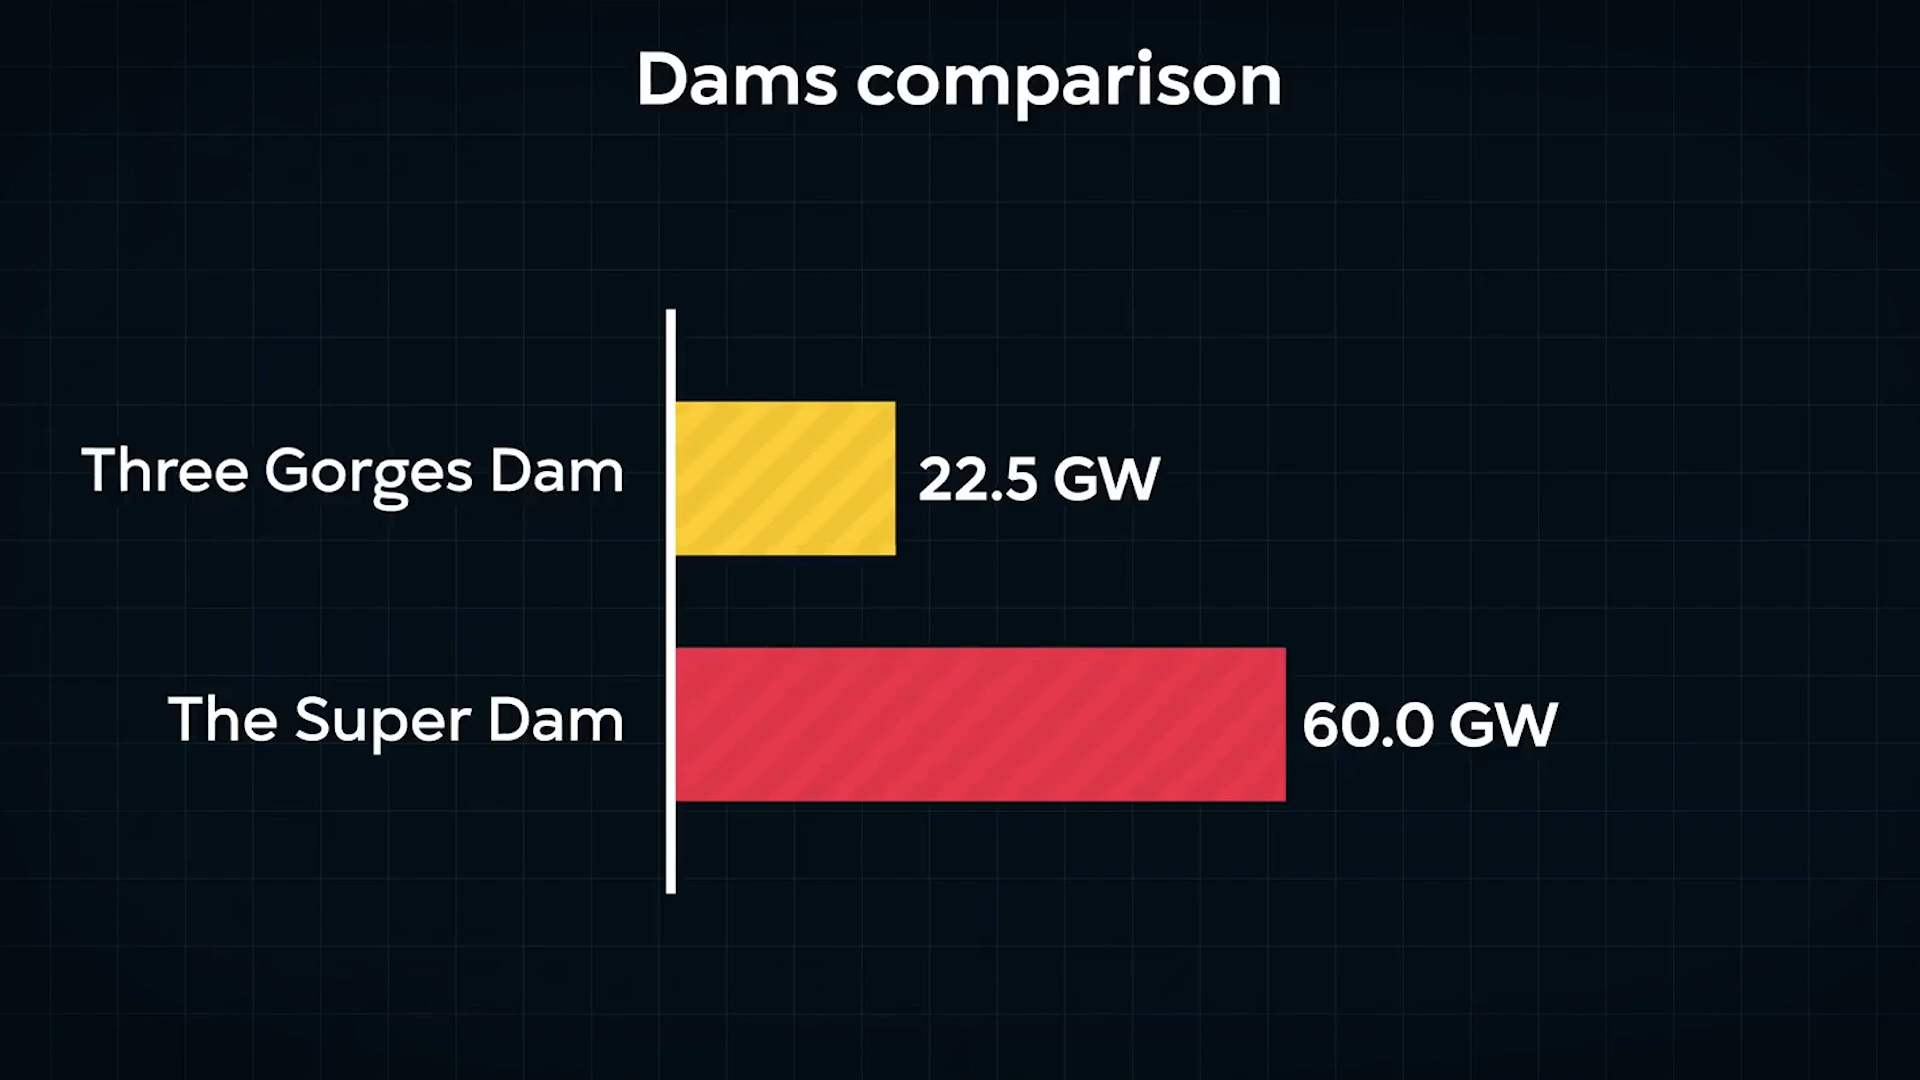 Dams comparison
Three Gorges Dam
22.5 GW
The Super Dam
60.0 GW